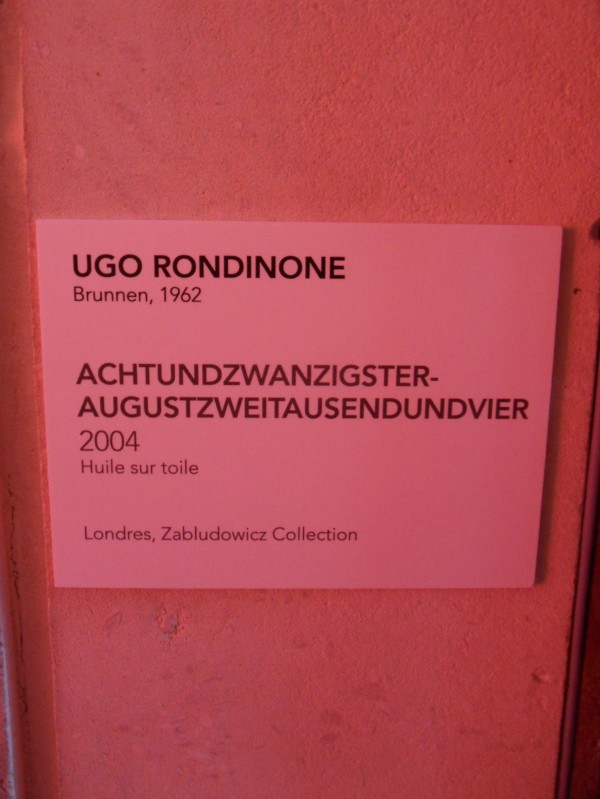 UGO RONDINONE
Brunnen, 1962
ACHTUNDZWANZIGSTER-
AUGUSTZWEITAUSENDUNDVIER
2004
Huile sur toile
Londres, Zabludowicz Collection